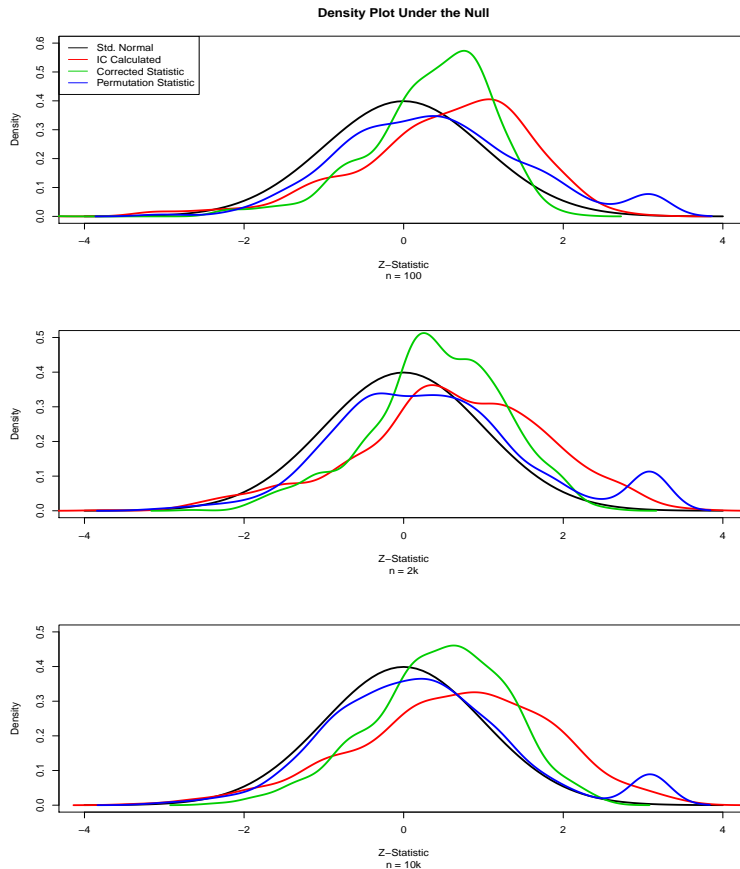 Density Plot Under the Null
Std. Normal
IC Calculated
Corrected Statistic
Permutation Statistic
Density
0.0 0.1 0.2 0.3 0.4 0.5 0.6
−4 −2 0 2 4
Z−Statistic
n = 100
Density
0.0 0.1 0.2 0.3 0.4 0.5
−4 −2 0 2 4
Z−Statistic
n = 2k
Density
0.0 0.1 0.2 0.3 0.4 0.5
−4 −2 0 2 4
Z−Statistic
n = 10k